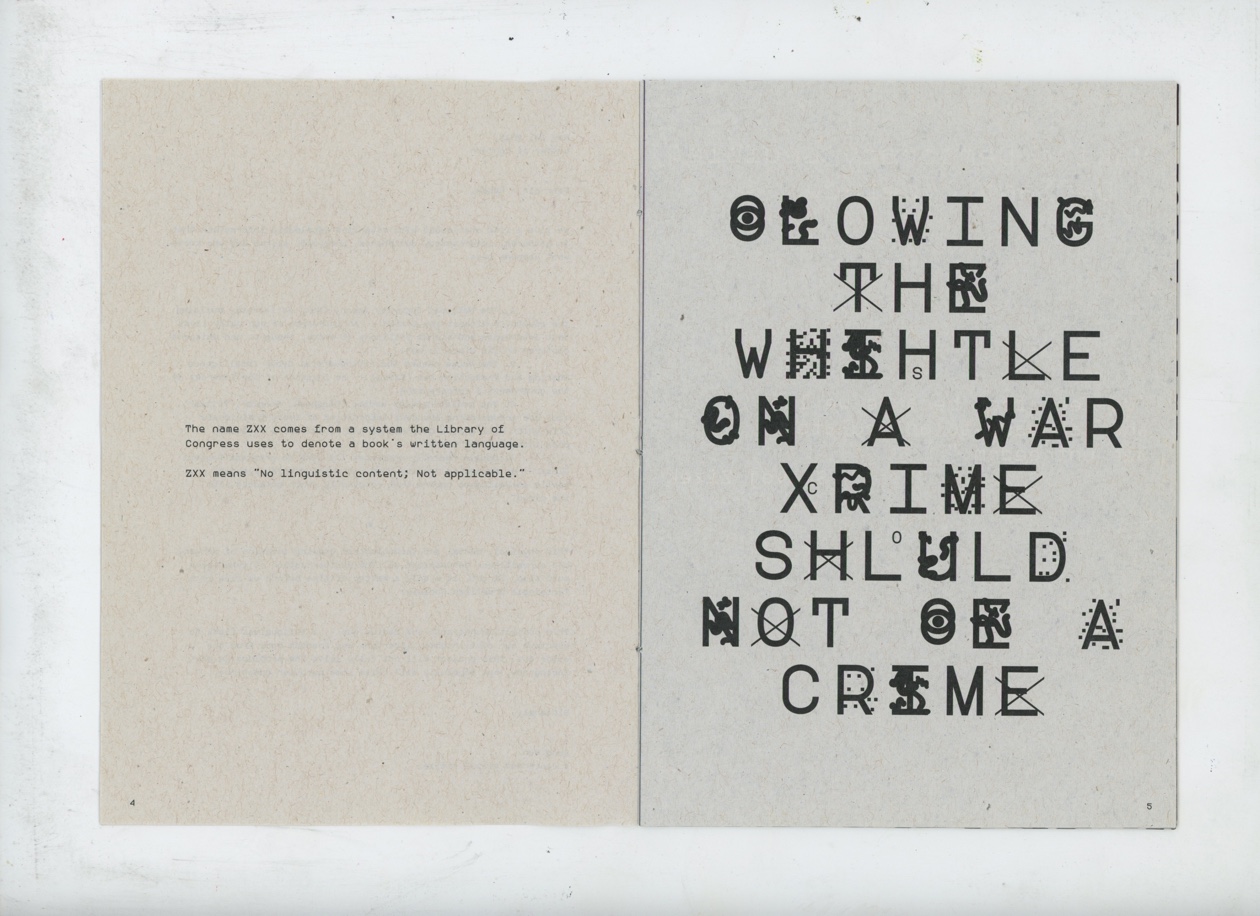 The name ZXX comes from a system the Library of
Congress uses to denote a book's written language.
ZXX means “No linguistic content; Not applicable.”
4
BLOWING
THE
WHISTLE
ON A WAR
CRIME
SHOULD
NOT BE A
CRIME
5